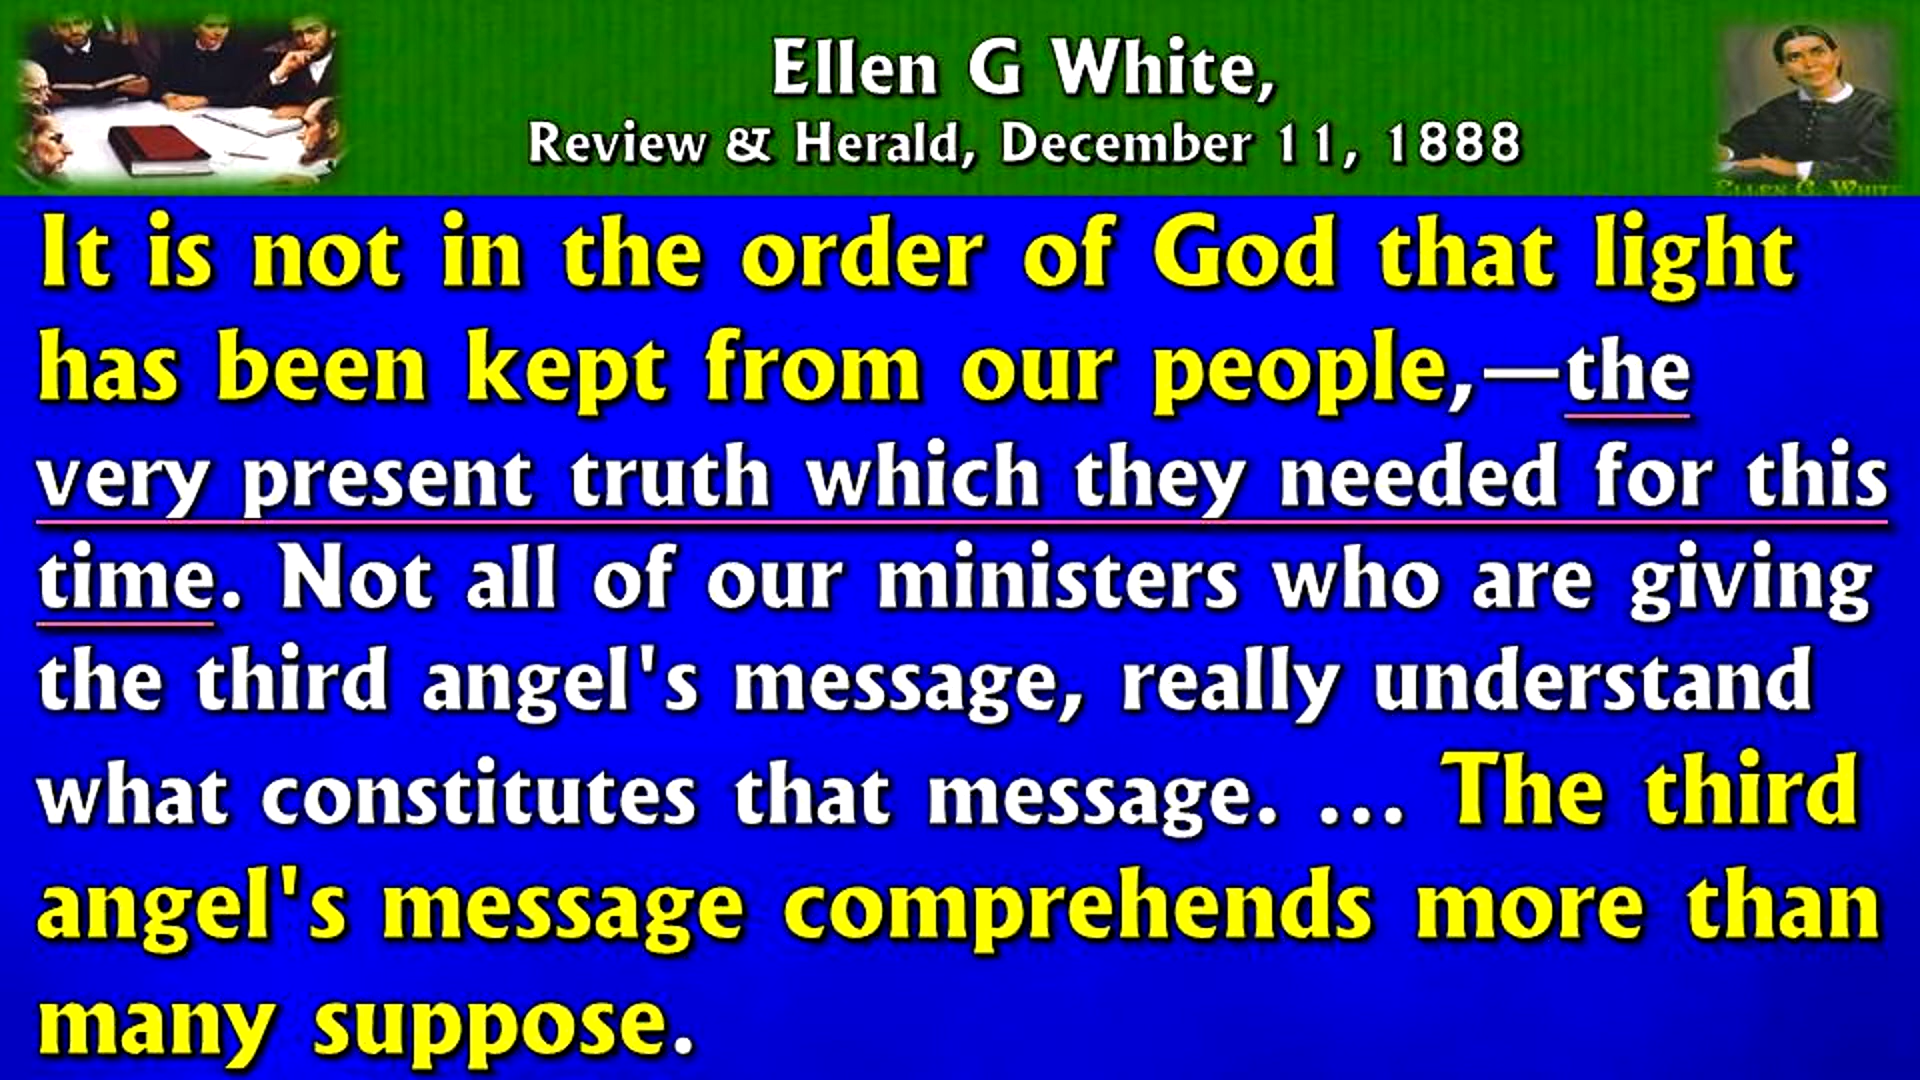 Ellen G White,
Review & Herald, December 11, 1888
ELLEN G. WHITE
It is not in the order of God that light
has been kept from our people,—the
very present truth which they needed for this
time. Not all of our ministers who are giving
the third angel's message, really understand
what constitutes that message. ... The third
angel's message comprehends more than
many suppose.